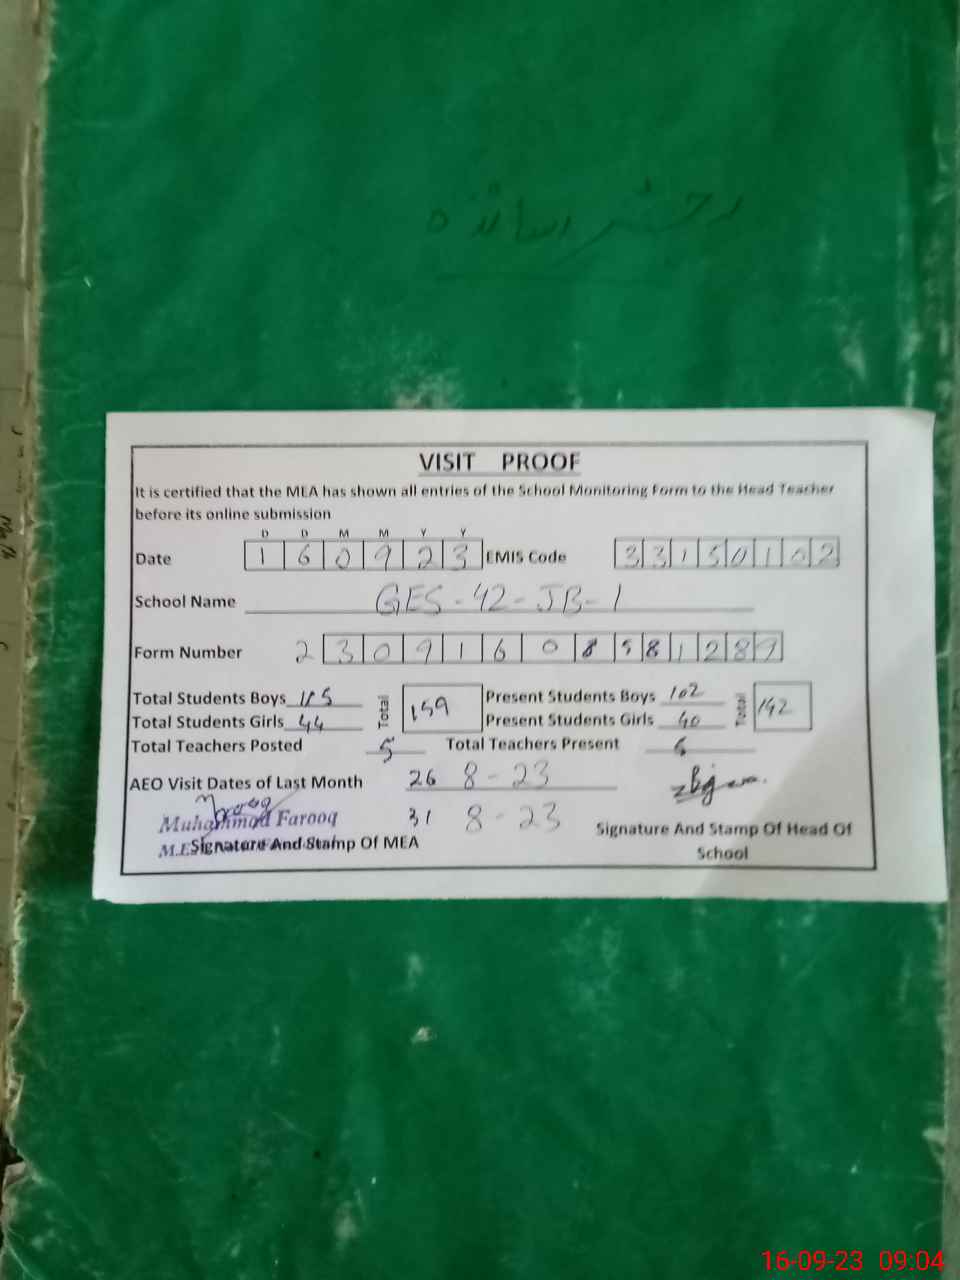 رجسٹر اساتذہ
VISIT PROOF
It is certified that the MEA has shown all entries of the School Monitoring Form to the Head Teacher
before its online submission
D D M M Y Y
Date 1 6 0 9 2 3 EMIS Code 3 3 1 5 0 1 0 2
School Name GES-42-JB-1
Form Number 2 3 0 9 1 6 0 8 5 8 1 2 8 9
Total Students Boys 115 Total 159 Present Students Boys 102 Total 142
Total Students Girls 44 Present Students Girls 40
Total Teachers Posted 5 Total Teachers Present
AEO Visit Dates of Last Month 26 8-23
31 8-23
Muhammad Farooq
Signature And Stamp Of MEA
Signature And Stamp Of Head Of
School
16-09-23 09:04